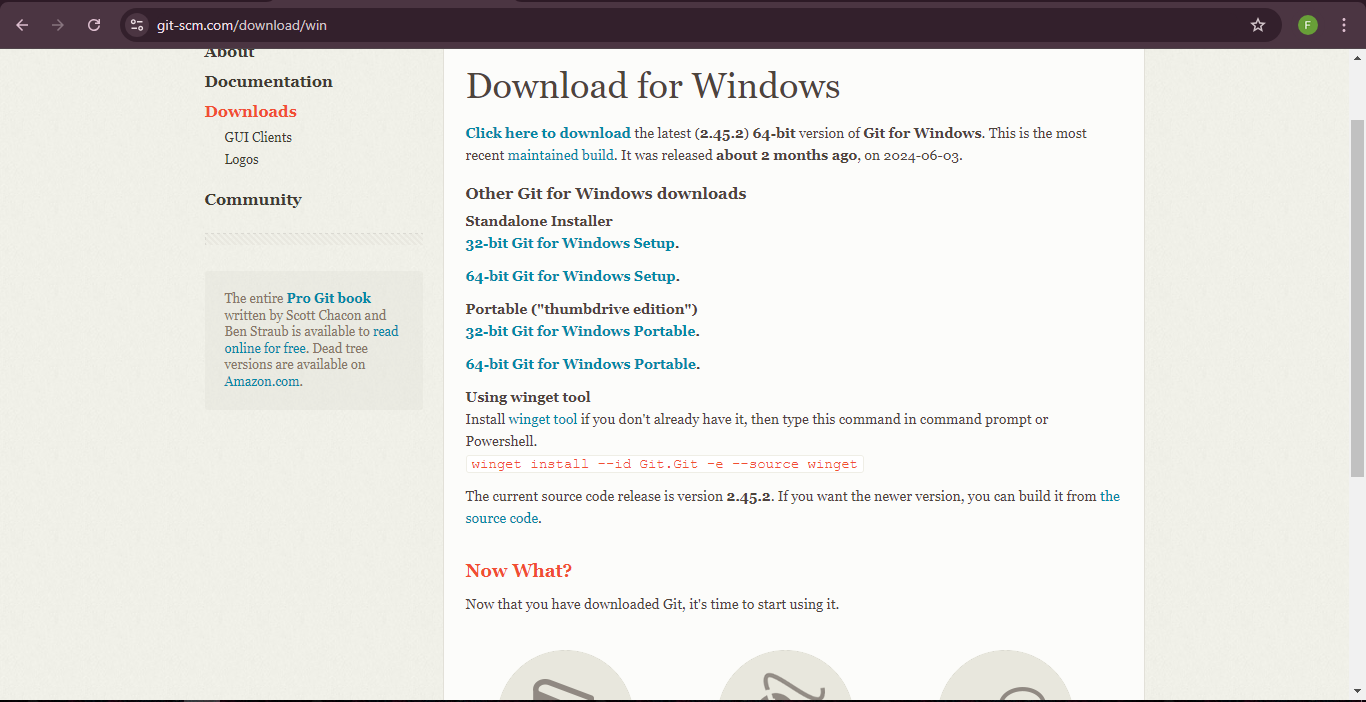 git-scm.com/download/win
F
About
Documentation
Downloads
GUI Clients
Logos
Community
The entire Pro Git book
written by Scott Chacon and
Ben Straub is available to read
online for free. Dead tree
versions are available on
Amazon.com.
Download for Windows
Click here to download the latest (2.45.2) 64-bit version of Git for Windows. This is the most
recent maintained build. It was released about 2 months ago, on 2024-06-03.
Other Git for Windows downloads
Standalone Installer
32-bit Git for Windows Setup.
64-bit Git for Windows Setup.
Portable ("thumbdrive edition")
32-bit Git for Windows Portable.
64-bit Git for Windows Portable.
Using winget tool
Install winget tool if you don't already have it, then type this command in command prompt or
Powershell.
winget install --id Git.Git -e --source winget
The current source code release is version 2.45.2. If you want the newer version, you can build it from the
source code.
Now What?
Now that you have downloaded Git, it's time to start using it.